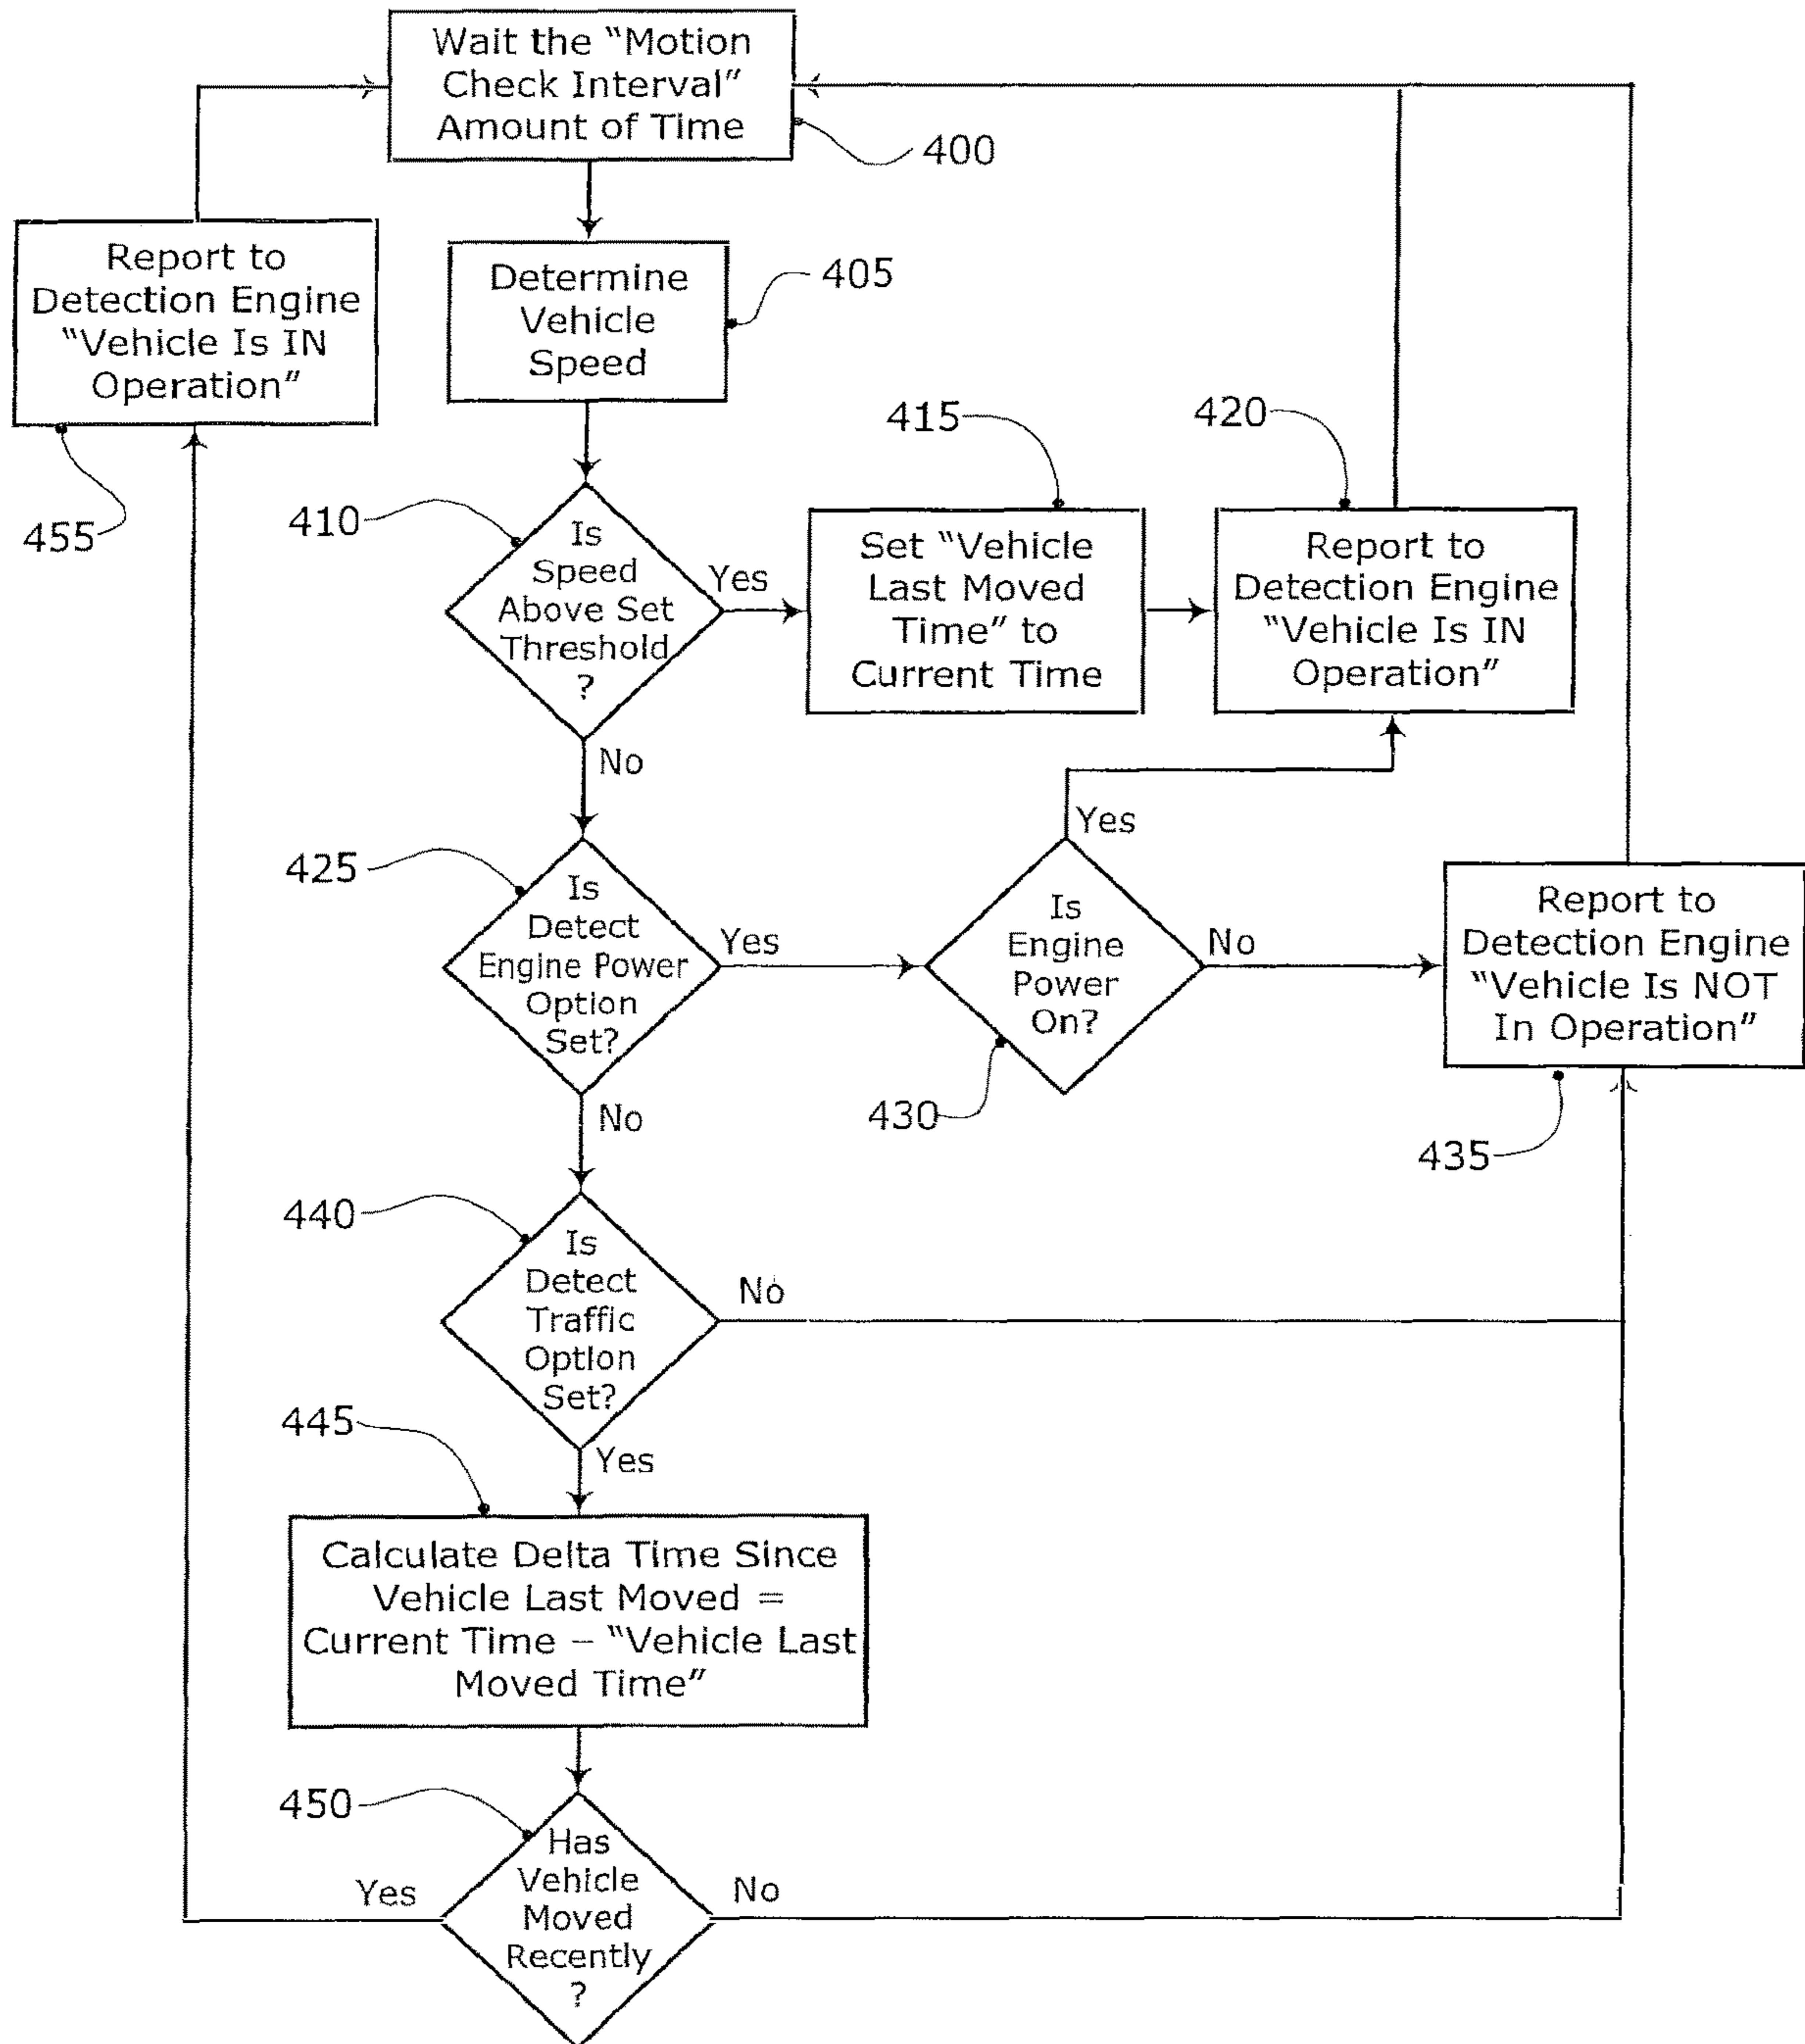 Wait the “Motion
Check Interval”
Amount of Time
400
Report to
Detection Engine
“Vehicle Is IN
Operation”
455
Determine
Vehicle
Speed
405
410
Is
Speed
Above Set
Threshold
?
Yes
No
415
Set “Vehicle
Last Moved
Time” to
Current Time
420
Report to
Detection Engine
“Vehicle Is IN
Operation”
425
Is
Detect
Engine Power
Option
Set?
Yes
No
Yes
Is
Engine
Power
On?
No
430
Report to
Detection Engine
“Vehicle Is NOT
In Operation”
435
440
Is
Detect
Traffic
Option
Set?
No
Yes
445
Calculate Delta Time Since
Vehicle Last Moved =
Current Time – “Vehicle Last
Moved Time”
450
Has
Vehicle
Moved
Recently
?
Yes
No